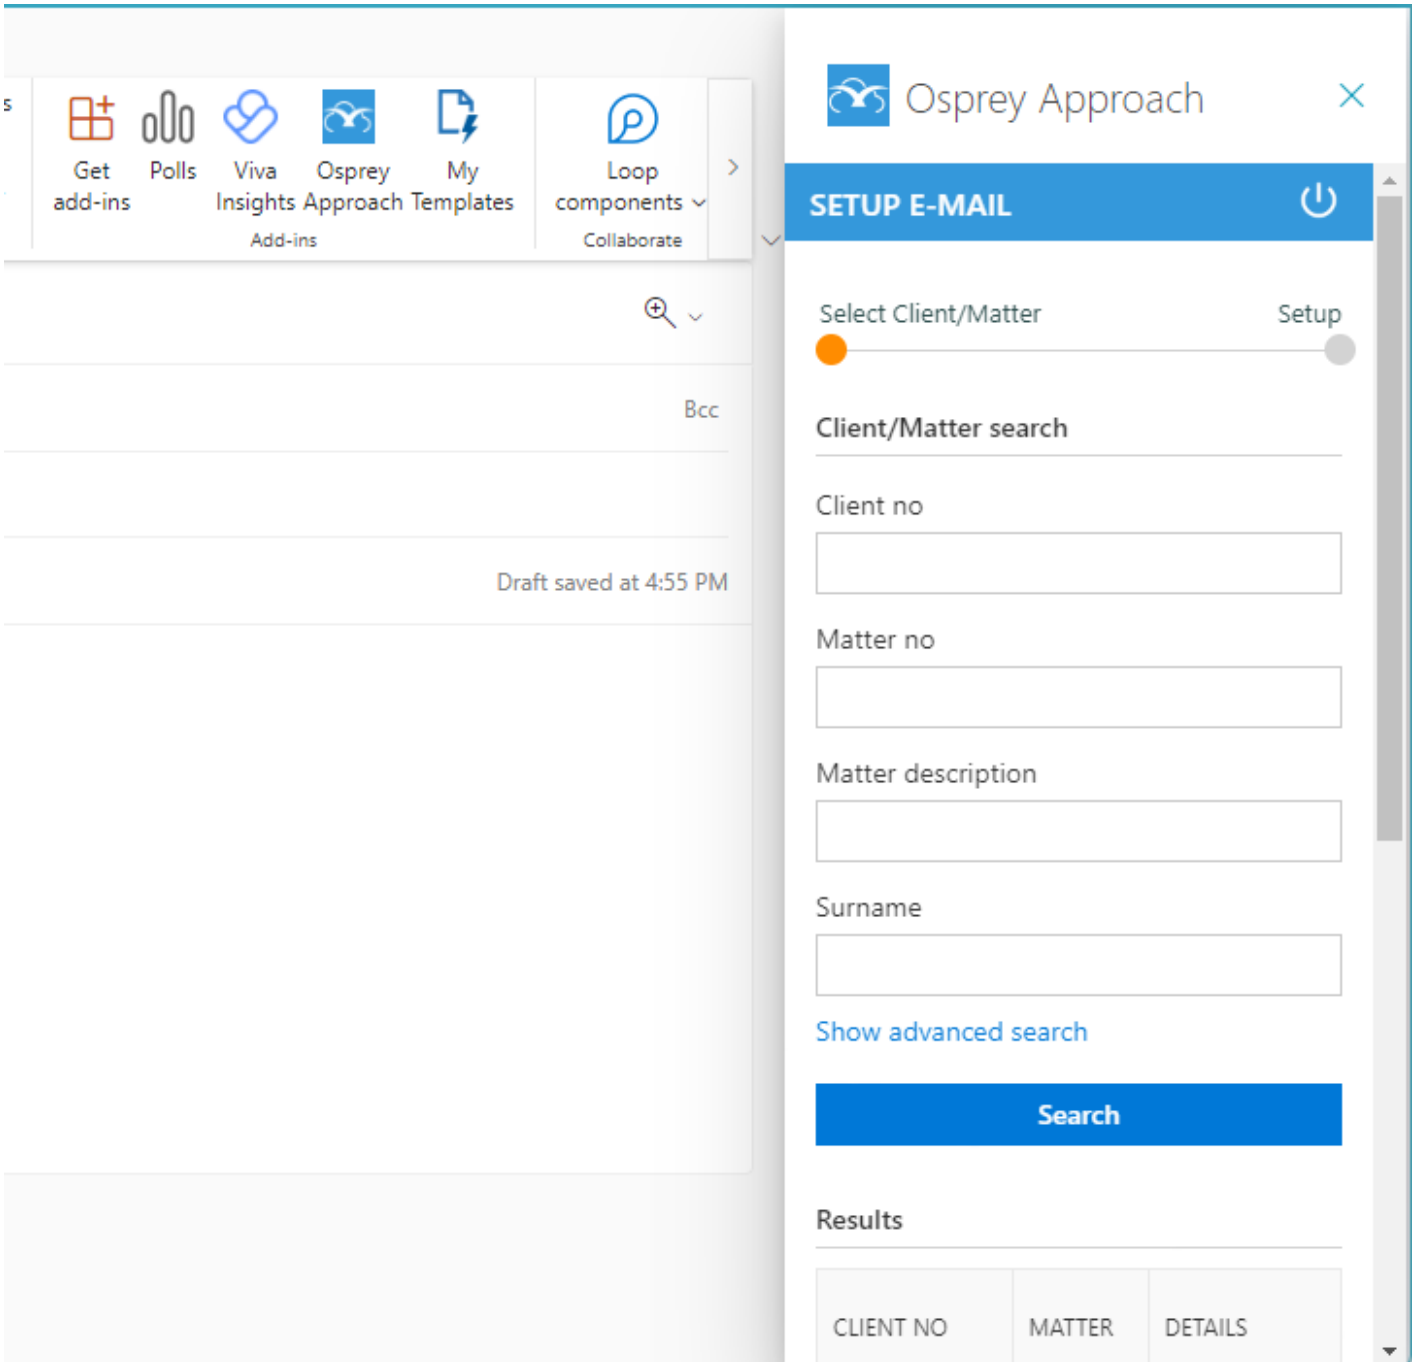 s
Get add-ins
Polls
Viva Insights
Osprey Approach
My Templates
Loop components
Add-ins
Collaborate
Bcc
Draft saved at 4:55 PM
Osprey Approach
SETUP E-MAIL
Select Client/Matter
Setup
Client/Matter search
Client no
Matter no
Matter description
Surname
Show advanced search
Search
Results
CLIENT NO
MATTER
DETAILS